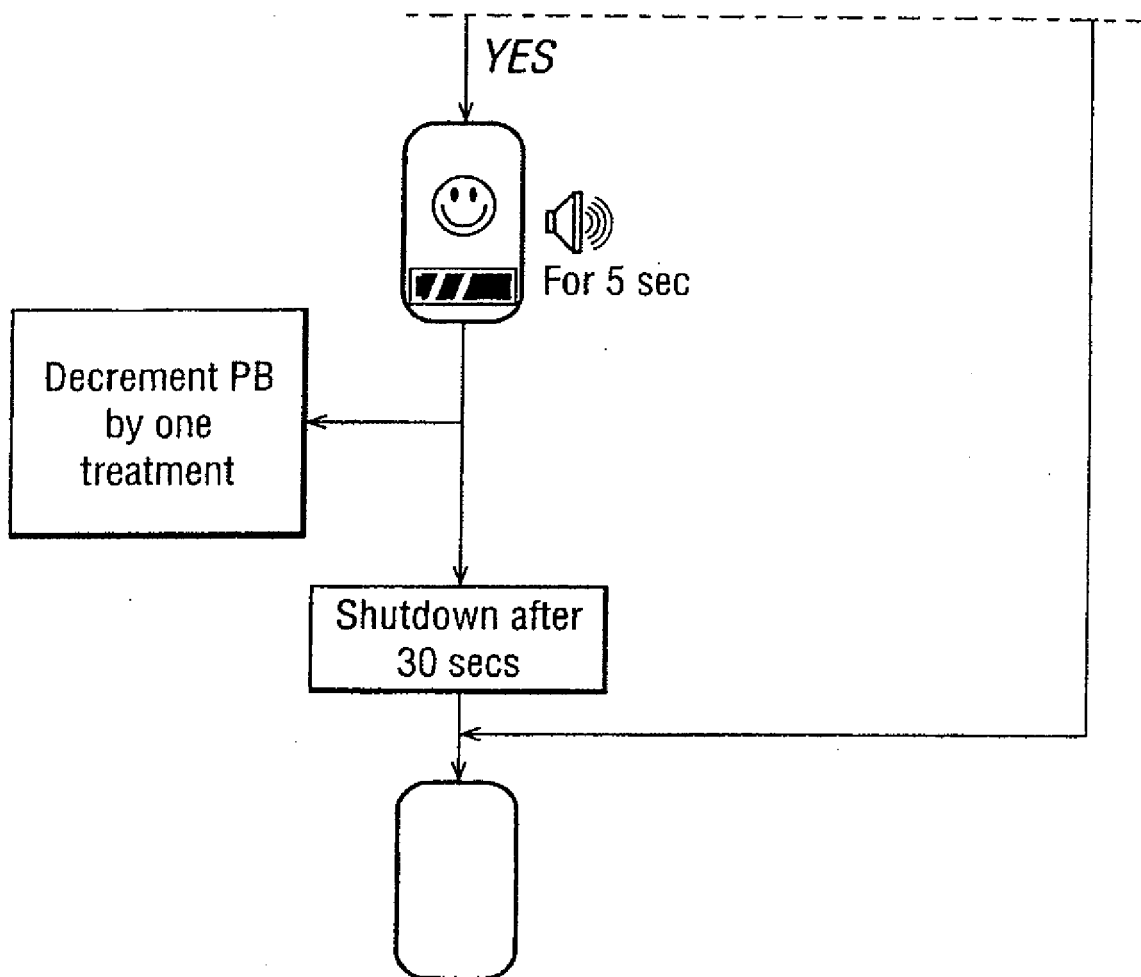 YES
For 5 sec
Decrement PB
by one
treatment
Shutdown after
30 secs